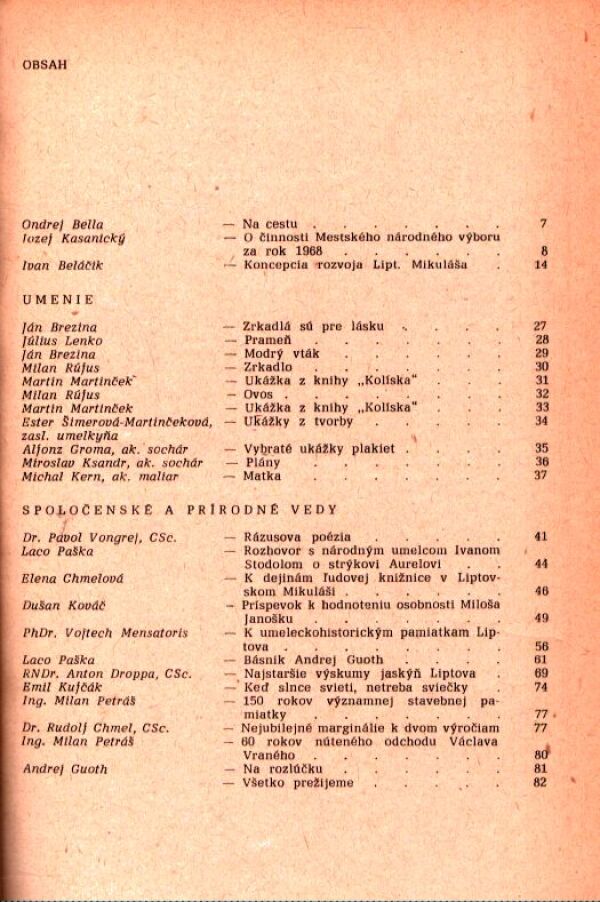 OBSAH
Ondrej Bella — Na cestu . . . . . . . 7
Jozef Kasanický — O činnosti Mestského národného výboru
za rok 1968 . . . . . . 8
Ivan Beláčik — Koncepcia rozvoja Lipt. Mikuláša . 14
UMENIE
Ján Brezina — Zrkadlá sú pre lásku . . . . 27
Július Lenko — Prameň . . . . . . . 28
Ján Brezina — Modrý vták . . . . . . 29
Milan Rúfus — Zrkadlo . . . . . . . 30
Martin Martinček — Ukážka z knihy „Kolíska“ . . . 31
Milan Rúfus — Ovos . . . . . . . . 32
Martin Martinček — Ukážka z knihy „Kolíska“ . . . 33
Ester Šimerová-Martinčeková, — Ukážky z tvorby . . . . . 34
zasl. umelkyňa
Alfonz Groma, ak. sochár — Vybraté ukážky plakiet . . . . 35
Miroslav Ksandr, ak. sochár — Plány . . . . . . . 36
Michal Kern, ak. maliar — Matka . . . . . . . 37
SPOLOČENSKÉ A PRÍRODNÉ VEDY
Dr. Pavol Vongrej, CSc. — Rázusova poézia . . . . . 41
Laco Paška — Rozhovor s národným umelcom Ivanom
Stodolom o strýkovi Aurelovi . . 44
Elena Chmelová — K dejinám ľudovej knižnice v Liptov-
skom Mikuláši . . . . . . 46
Dušan Kováč — Príspevok k hodnoteniu osobnosti Miloša
Janošku . . . . . . . 49
PhDr. Vojtech Mensatoris — K umeleckohistorickým pamiatkam Lip-
tova . . . . . . . . 56
Laco Paška — Básnik Andrej Guoth . . . . 61
RNDr. Anton Droppa, CSc. — Najstaršie výskumy jaskýň Liptova . 69
Emil Kufčák — Keď slnce svieti, netreba sviečky . 74
Ing. Milan Petráš — 150 rokov významnej stavebnej pa-
miatky . . . . . . . 77
Dr. Rudolf Chmel, CSc. — Nejubilejné marginálie k dvom výročiam 77
Ing. Milan Petráš — 60 rokov núteného odchodu Václava
Vraného . . . . . . . 80
Andrej Guoth — Na rozlúčku . . . . . . 81
— Všetko prežijeme . . . . . 82